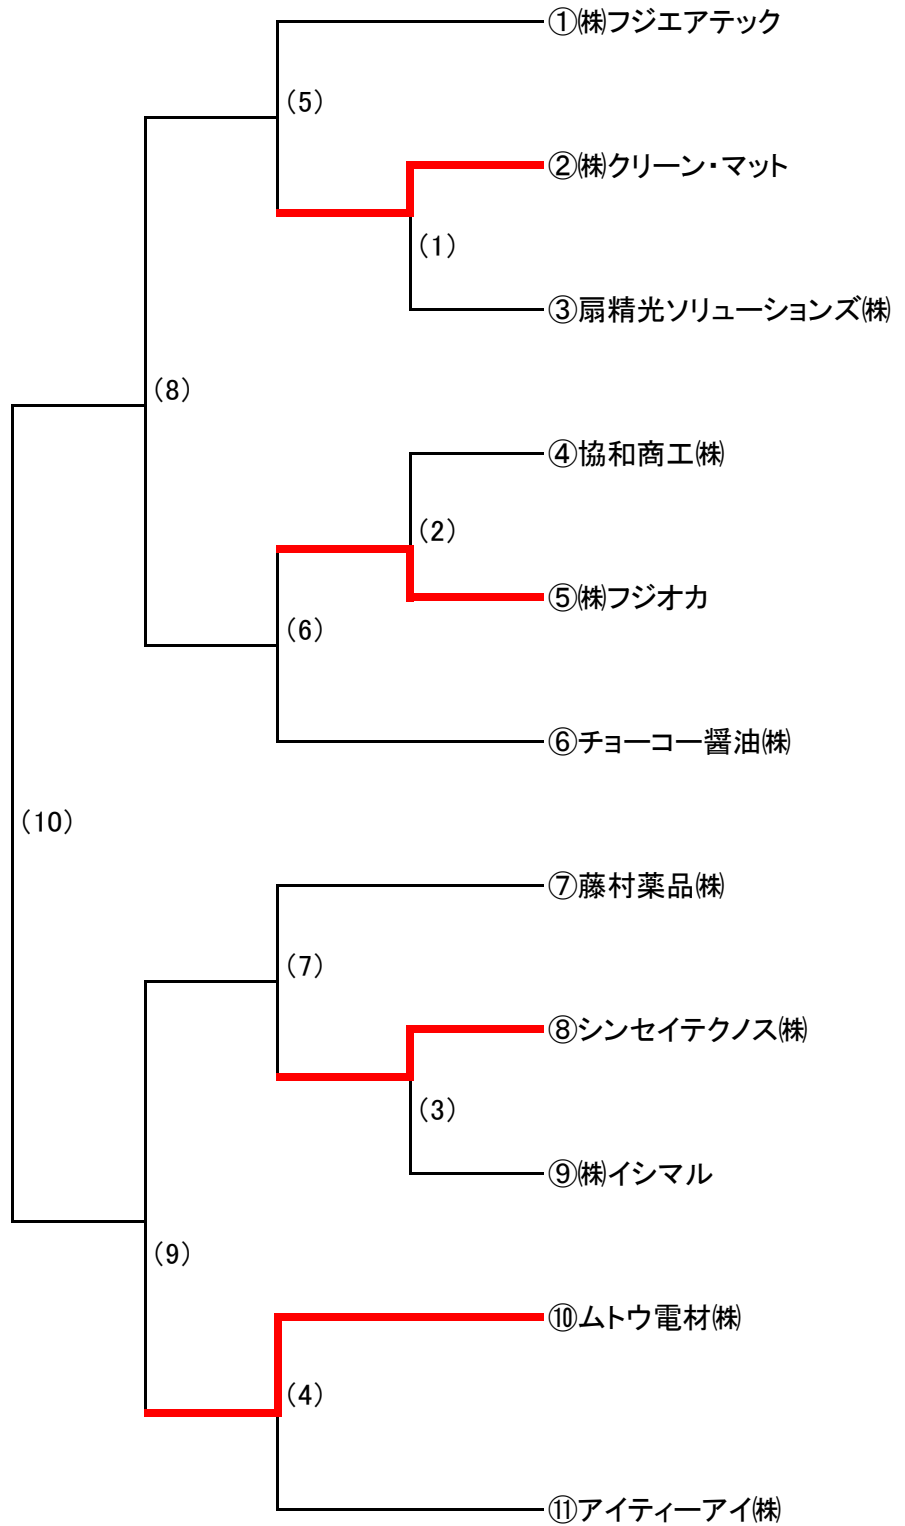 ①㈱フジエアテック
(5)
②㈱クリーン・マット
(1)
③扇精光ソリューションズ㈱
(8)
④協和商工㈱
(2)
⑤㈱フジオカ
(6)
⑥チョーコー醤油㈱
(10)
⑦藤村薬品㈱
(7)
⑧シンセイテクノス㈱
(3)
⑨㈱イシマル
(9)
⑩ムトウ電材㈱
(4)
⑪アイティーアイ㈱